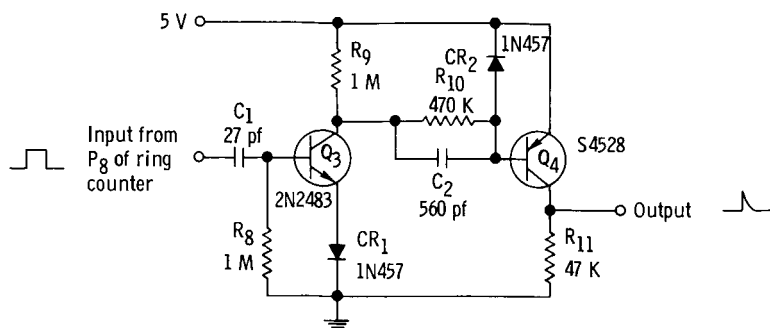 5 V
R9
1 M
CR2
1N457
R10
470 K
C1
27 pf
Input from
P8 of ring
counter
Q3
2N2483
C2
560 pf
Q4
S4528
Output
R8
1 M
CR1
1N457
R11
47 K